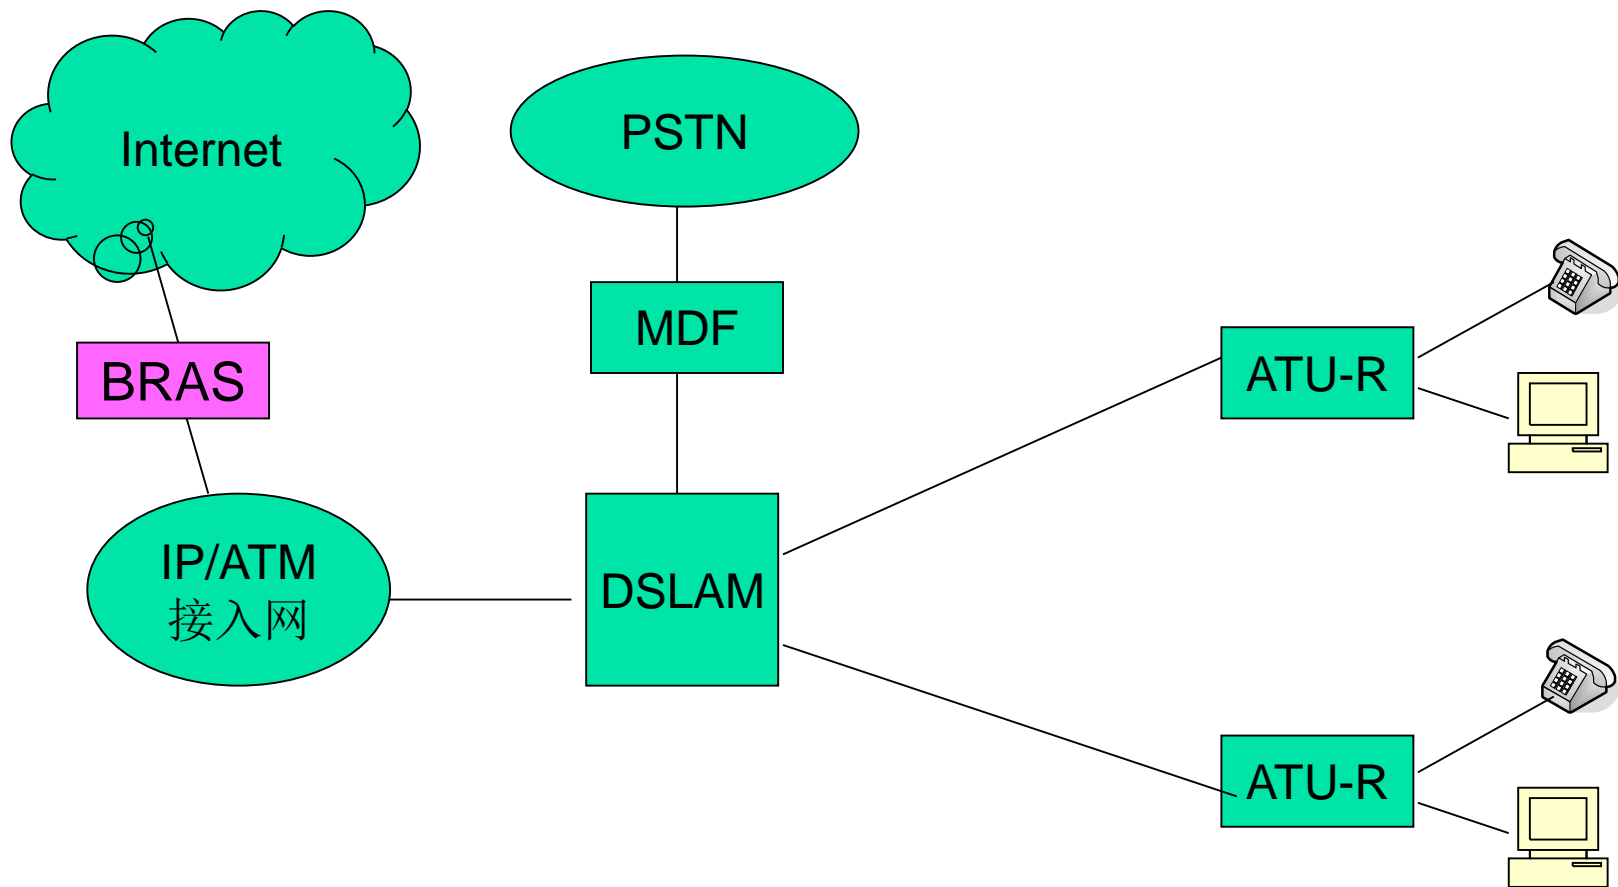 Internet
PSTN
MDF
BRAS
ATU-R
IP/ATM
接入网
DSLAM
ATU-R